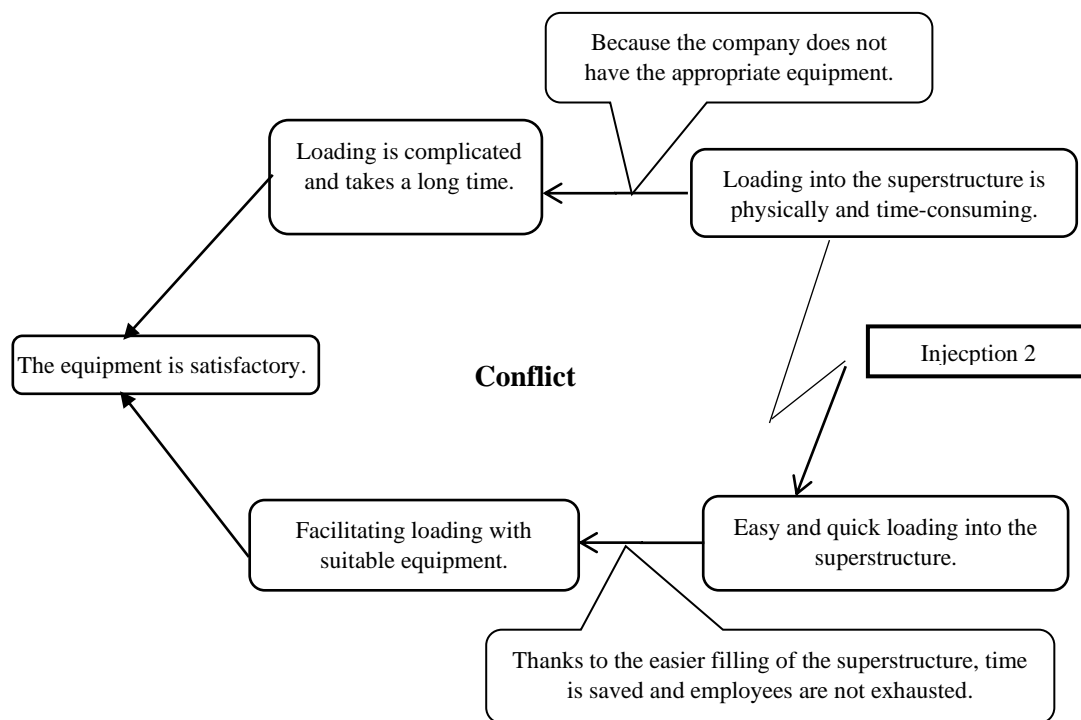 Because the company does not
have the appropriate equipment.
Loading is complicated
and takes a long time.
Loading into the superstructure is
physically and time-consuming.
The equipment is satisfactory.
Conflict
Injecption 2
Facilitating loading with
suitable equipment.
Easy and quick loading into the
superstructure.
Thanks to the easier filling of the superstructure, time
is saved and employees are not exhausted.